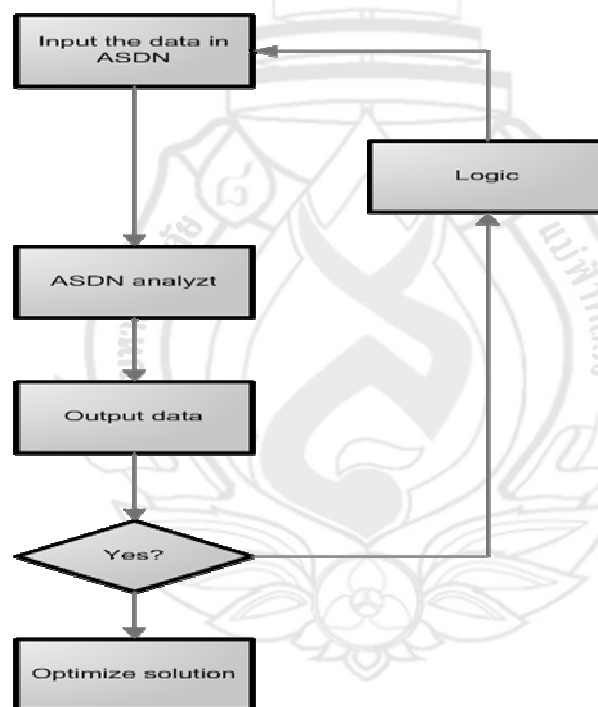 Input the data in
ASDN
Logic
ASDN analyzt
Output data
Yes?
Optimize solution